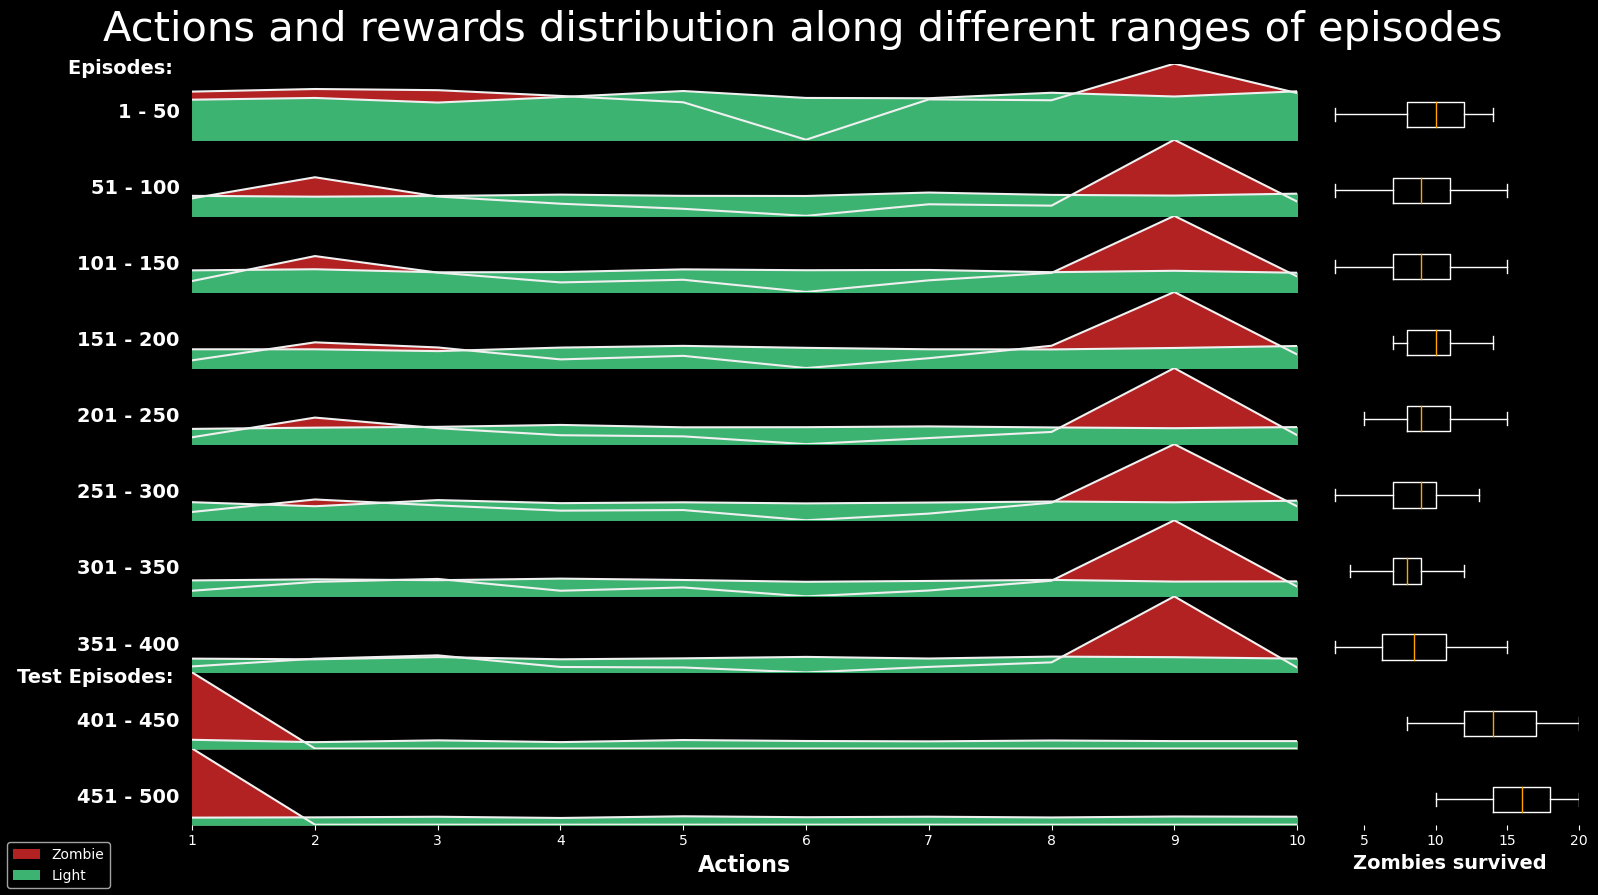 Actions and rewards distribution along different ranges of episodes
Episodes:
1 - 50
51 - 100
101 - 150
151 - 200
201 - 250
251 - 300
301 - 350
351 - 400
Test Episodes:
401 - 450
451 - 500
1 2 3 4 5 6 7 8 9 10
5 10 15 20
Actions
Zombies survived
Zombie
Light